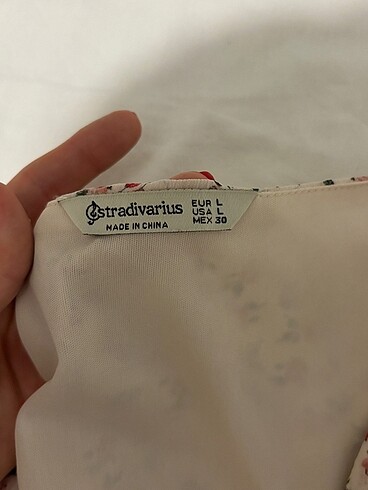 stradivarius
MADE IN CHINA
EUR L
USA L
MEX 30